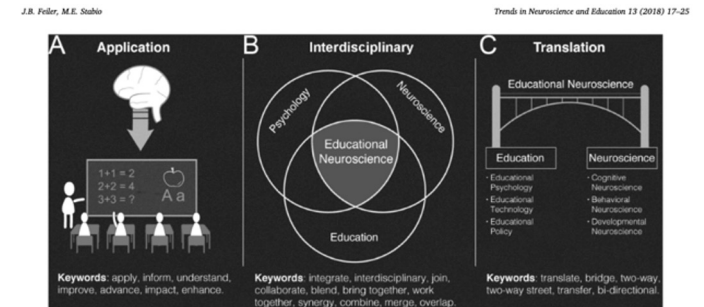 J.B. Feiler, M.E. Stabio
Trends in Neuroscience and Education 13 (2018) 17–25
A Application
1+1 = 2
2+2 = 4
3+3 = ?
A a
Keywords: apply, inform, understand,
improve, advance, impact, enhance.
B Interdisciplinary
Psychology
Neuroscience
Educational
Neuroscience
Education
Keywords: integrate, interdisciplinary, join,
collaborate, blend, bring together, work
together, synergy, combine, merge, overlap.
C Translation
Educational Neuroscience
Education
· Educational
Psychology
· Educational
Technology
· Educational
Policy
Neuroscience
· Cognitive
Neuroscience
· Behavioral
Neuroscience
· Developmental
Neuroscience
Keywords: translate, bridge, two-way,
two-way street, transfer, bi-directional.